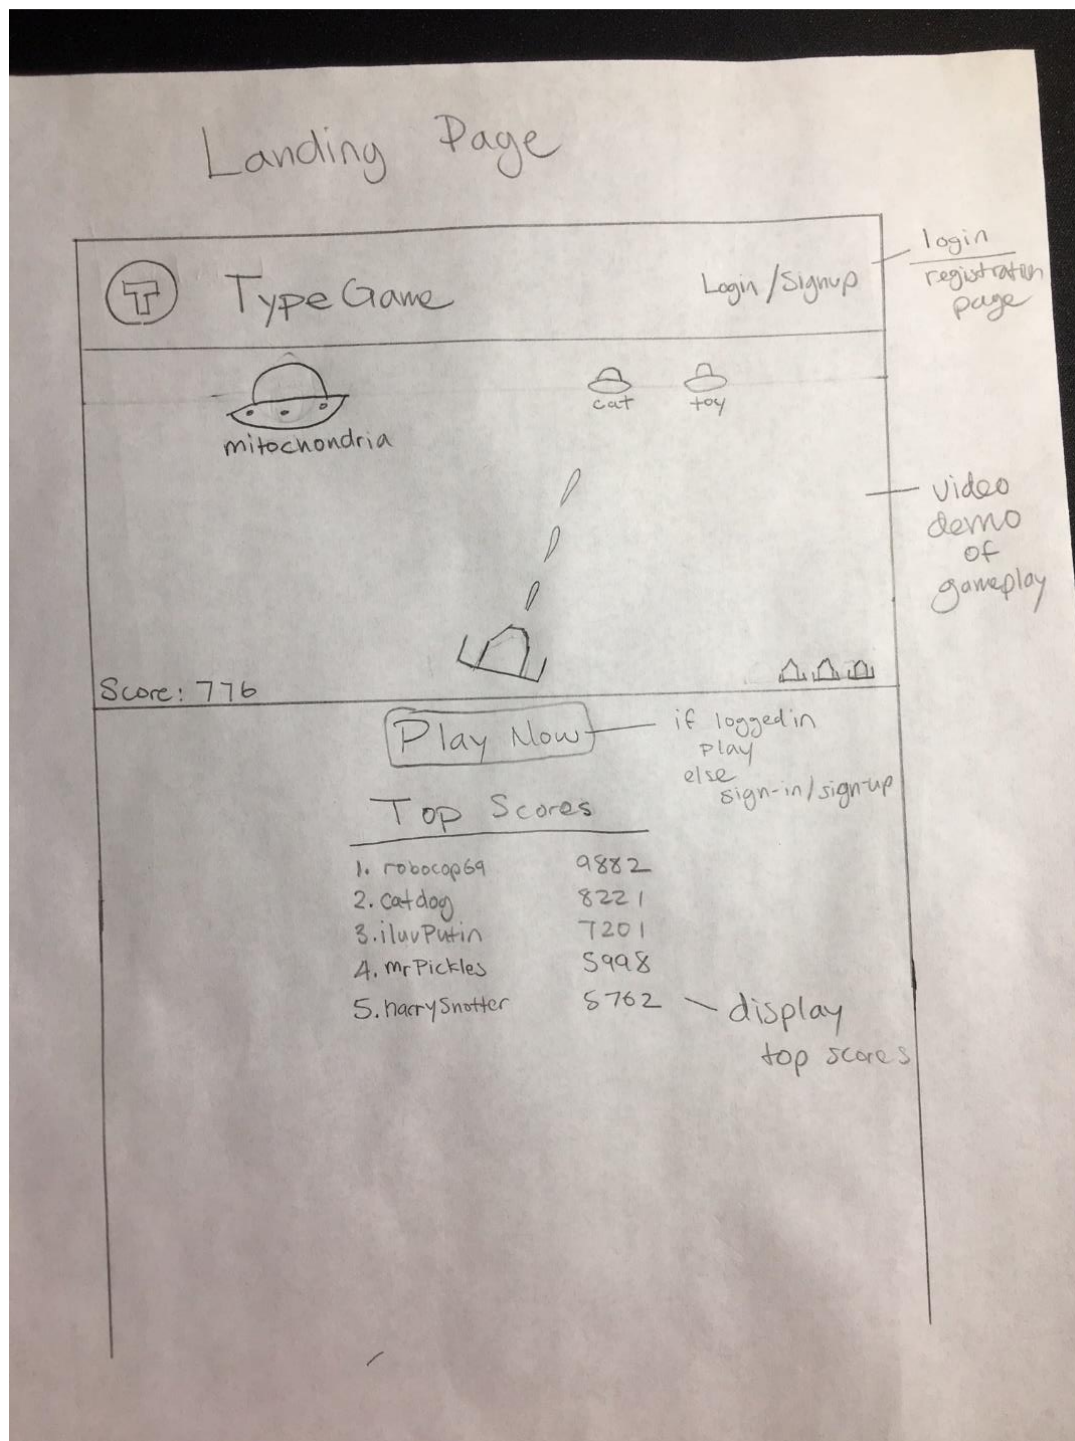 Landing Page
T
TypeGame
Login/Signup
login
registration
page
mitochondria
cat
toy
video
demo
of
gameplay
Score: 776
Play Now
if logged in
play
else
sign-in/sign-up
Top Scores
1. robocop69 9882
2. catdog 8221
3. iluvPutin 7201
4. mrPickles 5998
5. harrySnotter 5762
display
top scores